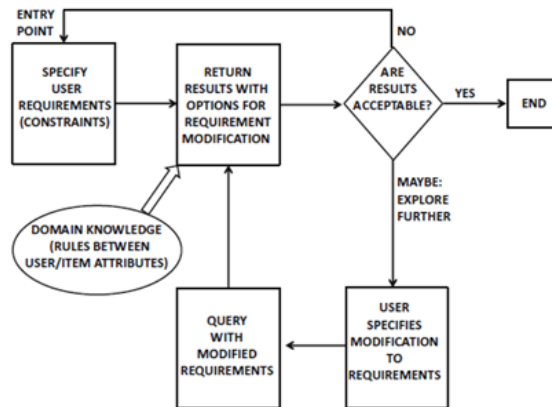 ENTRY
POINT
NO
SPECIFY
USER
REQUIREMENTS
(CONSTRAINTS)
RETURN
RESULTS WITH
OPTIONS FOR
REQUIREMENT
MODIFICATION
ARE
RESULTS
ACCEPTABLE?
YES
END
MAYBE:
EXPLORE
FURTHER
DOMAIN KNOWLEDGE
(RULES BETWEEN
USER/ITEM ATTRIBUTES)
QUERY
WITH
MODIFIED
REQUIREMENTS
USER
SPECIFIES
MODIFICATION
TO
REQUIREMENTS